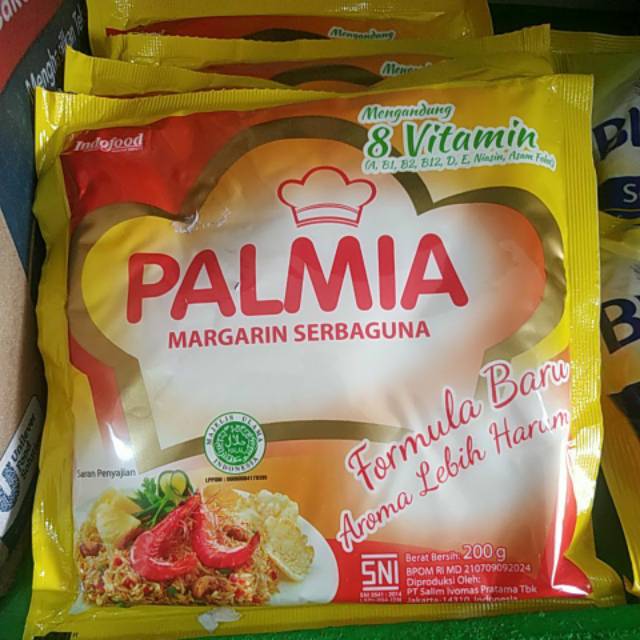 Mengandung
Indofood
Mengandung
8 Vitamin
(A, B1, B2, B12, D, E, Niasin, Asam Folat)
PALMIA
MARGARIN SERBAGUNA
Formula Baru
Aroma Lebih Harum
MAJELIS ULAMA
INDONESIA
HALAL
Saran Penyajian
SNI
Berat Bersih: 200 g
BPOM RI MD 210709092024
Diproduksi Oleh:
PT Salim Ivomas Pratama Tbk
Jakarta-14310, Indonesia
Unilever